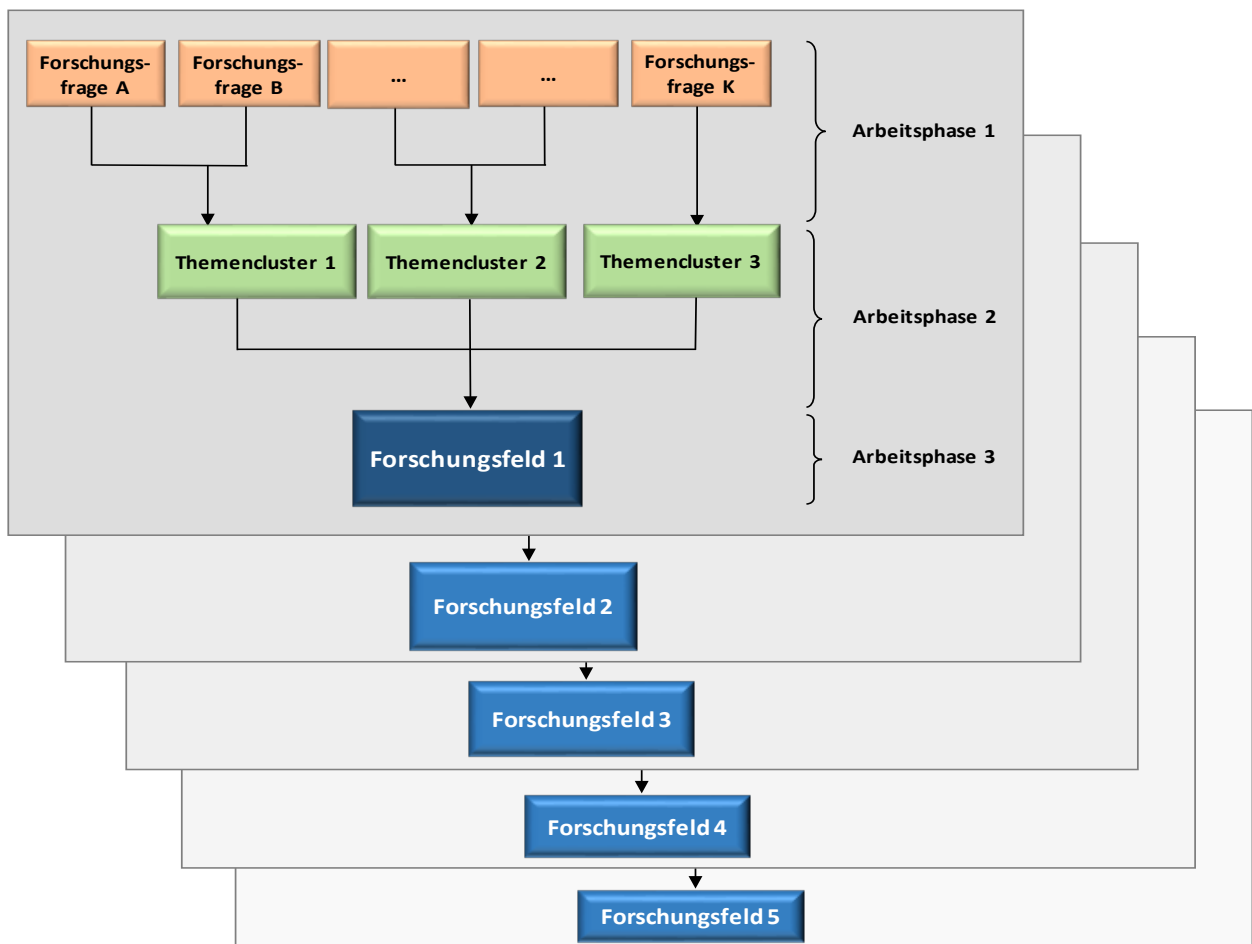 Forschungs-
frage A
Forschungs-
frage B
...
...
Forschungs-
frage K
Arbeitsphase 1
Themencluster 1
Themencluster 2
Themencluster 3
Arbeitsphase 2
Forschungsfeld 1
Arbeitsphase 3
Forschungsfeld 2
Forschungsfeld 3
Forschungsfeld 4
Forschungsfeld 5